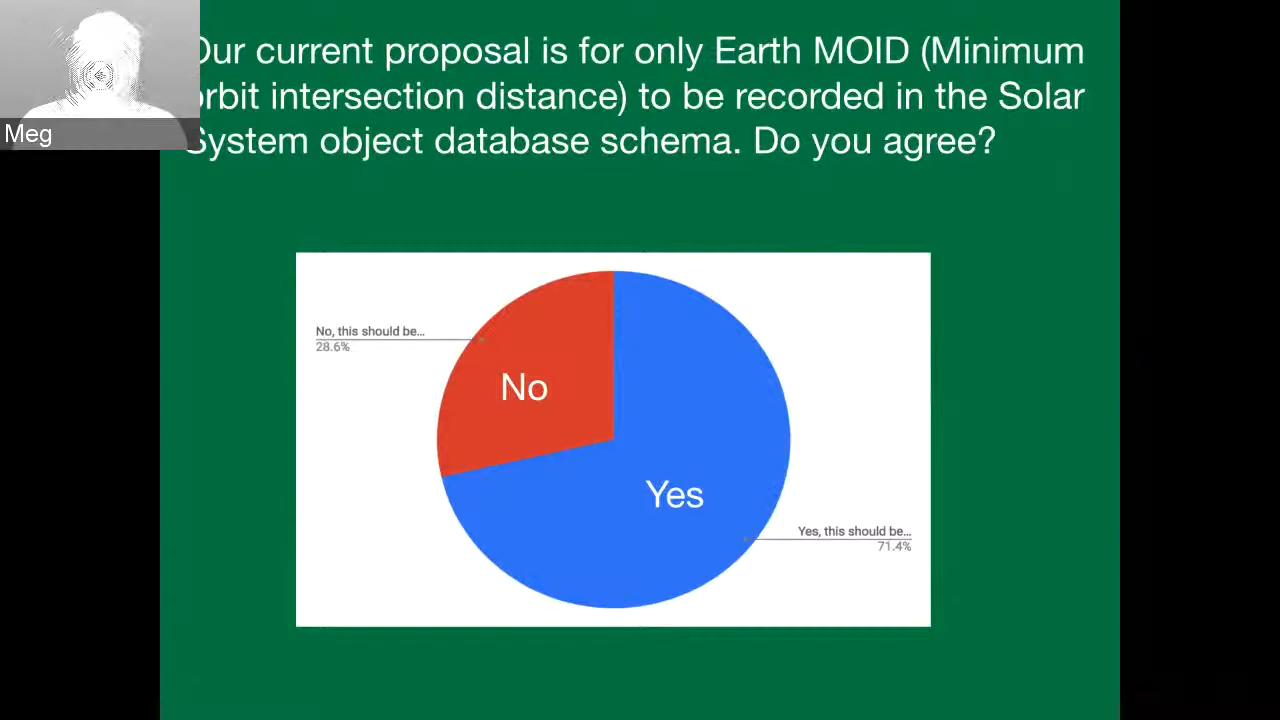 Our current proposal is for only Earth MOID (Minimum
orbit intersection distance) to be recorded in the Solar
System object database schema. Do you agree?
Meg
No, this should be...
28.6%
No
Yes
Yes, this should be...
71.4%